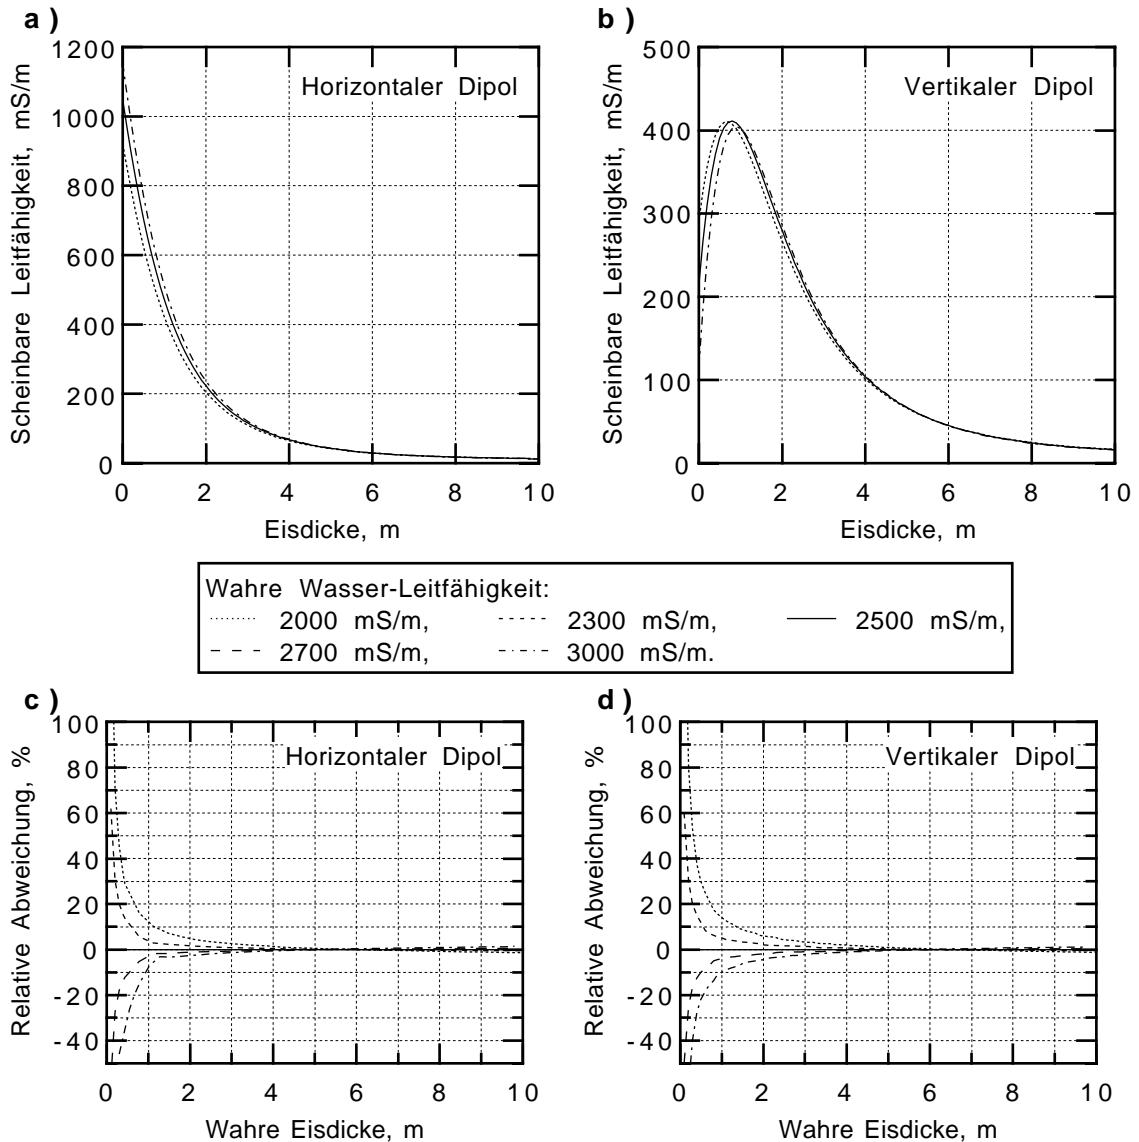 a )
Horizontaler Dipol
Scheinbare Leitfähigkeit, mS/m
1200
1000
800
600
400
200
0
0 2 4 6 8 10
Eisdicke, m
b )
Vertikaler Dipol
Scheinbare Leitfähigkeit, mS/m
500
400
300
200
100
0
0 2 4 6 8 10
Eisdicke, m
Wahre Wasser-Leitfähigkeit:
2000 mS/m, 2300 mS/m, 2500 mS/m,
2700 mS/m, 3000 mS/m.
c )
Horizontaler Dipol
Relative Abweichung, %
100
80
60
40
20
0
-20
-40
0 2 4 6 8 10
Wahre Eisdicke, m
d )
Vertikaler Dipol
Relative Abweichung, %
100
80
60
40
20
0
-20
-40
0 2 4 6 8 10
Wahre Eisdicke, m